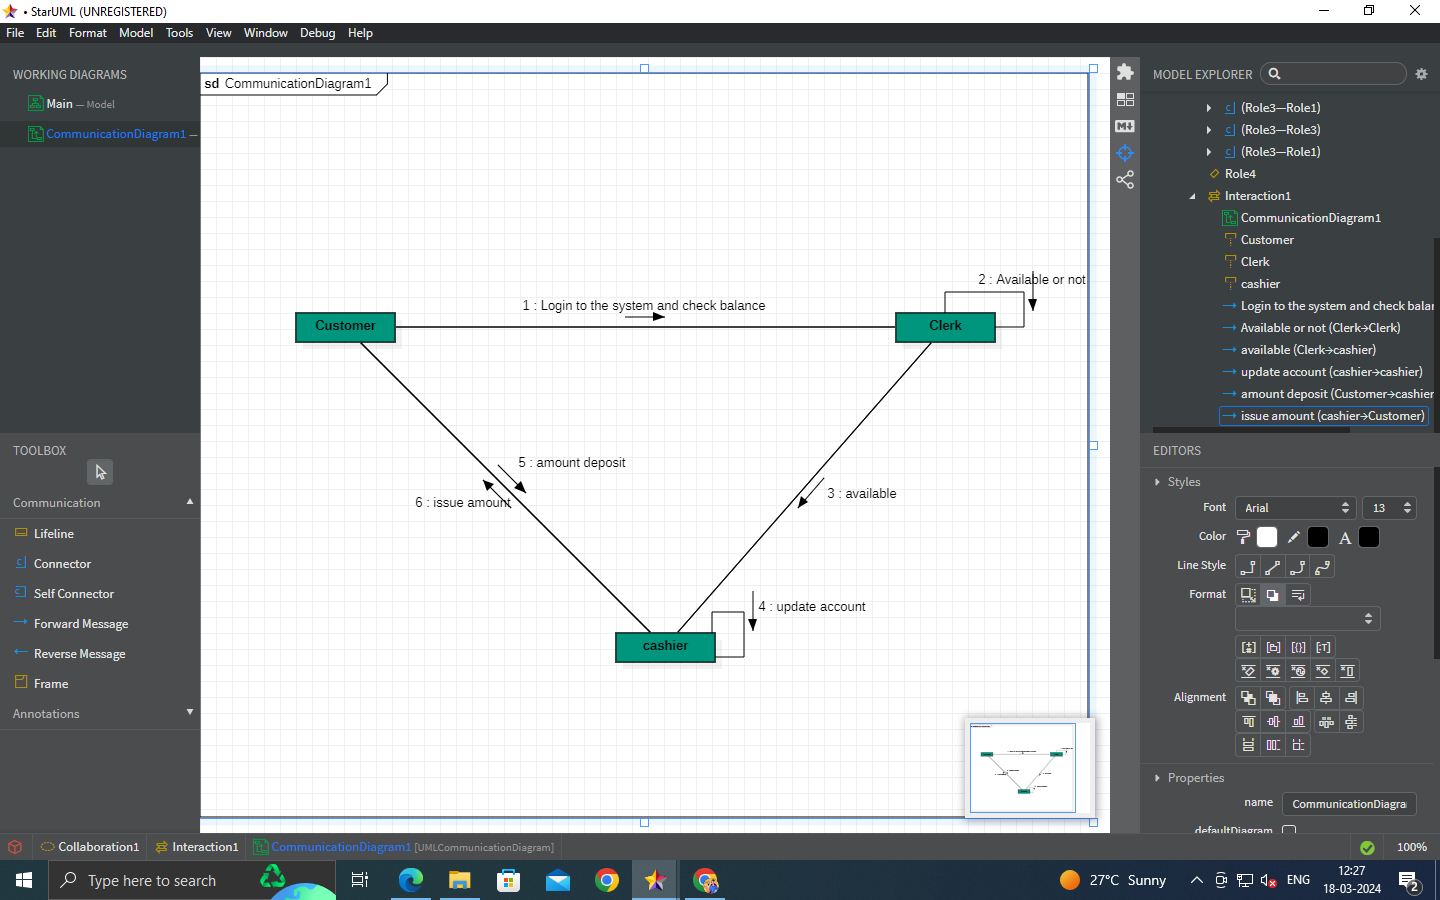 • StarUML (UNREGISTERED)
File Edit Format Model Tools View Window Debug Help
WORKING DIAGRAMS
Main — Model
CommunicationDiagram1 —
TOOLBOX
Communication
Lifeline
Connector
Self Connector
Forward Message
Reverse Message
Frame
Annotations
sd CommunicationDiagram1
2 : Available or not
1 : Login to the system and check balance
Customer
Clerk
5 : amount deposit
6 : issue amount
3 : available
4 : update account
cashier
MODEL EXPLORER
(Role3—Role1)
(Role3—Role3)
(Role3—Role1)
Role4
Interaction1
CommunicationDiagram1
Customer
Clerk
cashier
Login to the system and check balar
Available or not (Clerk→Clerk)
available (Clerk→cashier)
update account (cashier→cashier)
amount deposit (Customer→cashier
issue amount (cashier→Customer)
EDITORS
Styles
Font Arial 13
Color A
Line Style
Format
Alignment
Properties
name CommunicationDiagra
defaultDiagram
Collaboration1 Interaction1 CommunicationDiagram1 [UMLCommunicationDiagram] 100%
Type here to search
27°C Sunny
ENG
12:27
18-03-2024
2